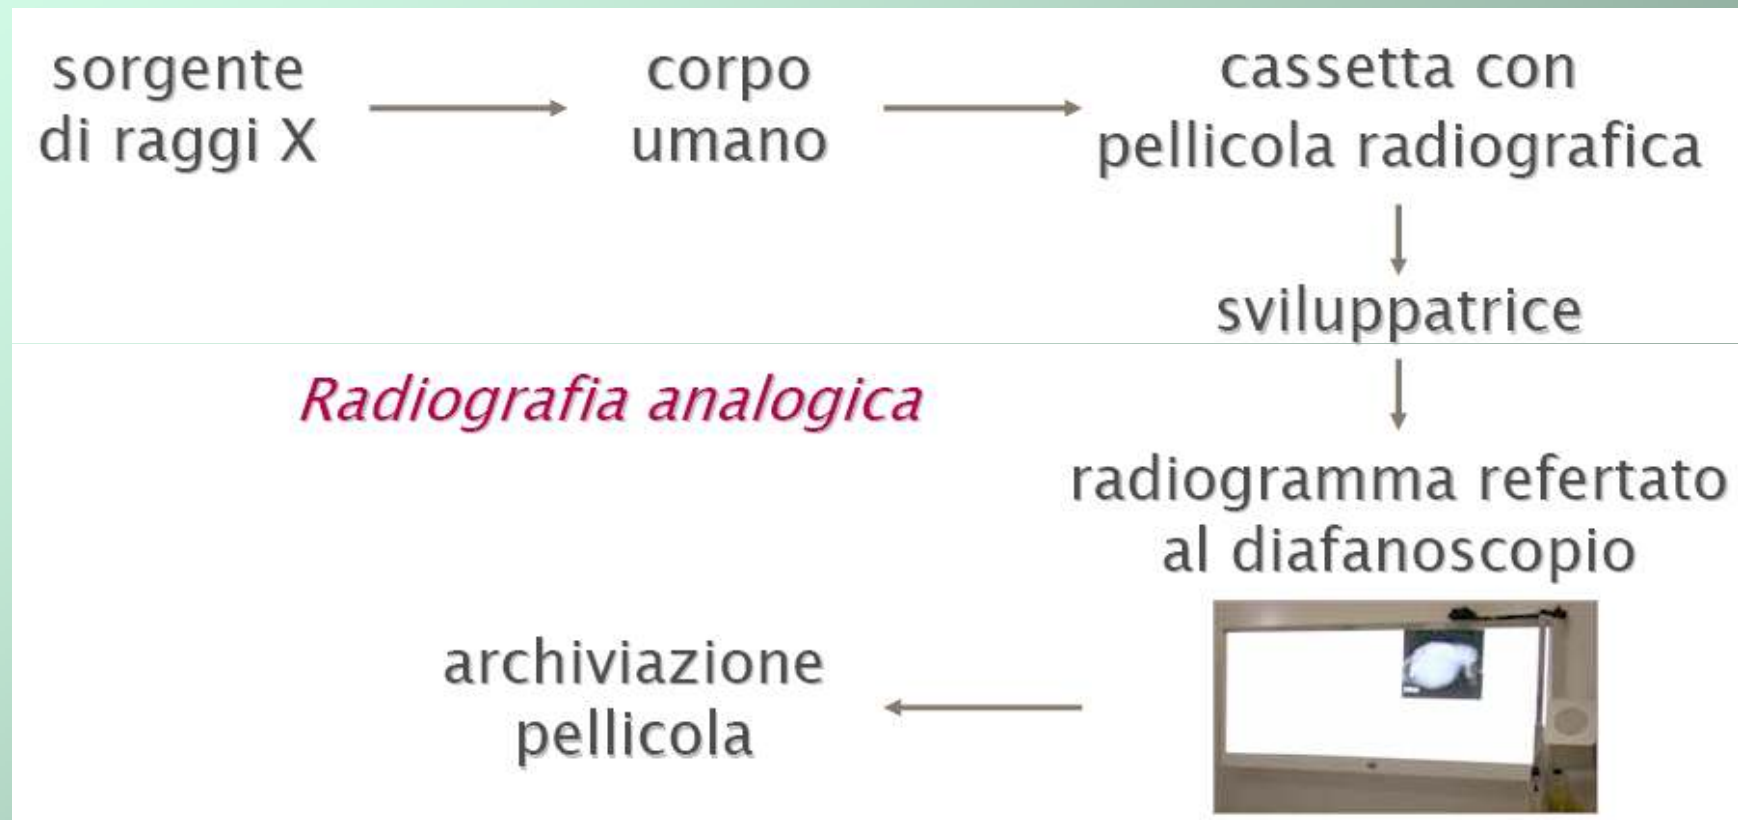 sorgente
di raggi X
corpo
umano
cassetta con
pellicola radiografica
sviluppatrice
Radiografia analogica
radiogramma refertato
al diafanoscopio
archiviazione
pellicola